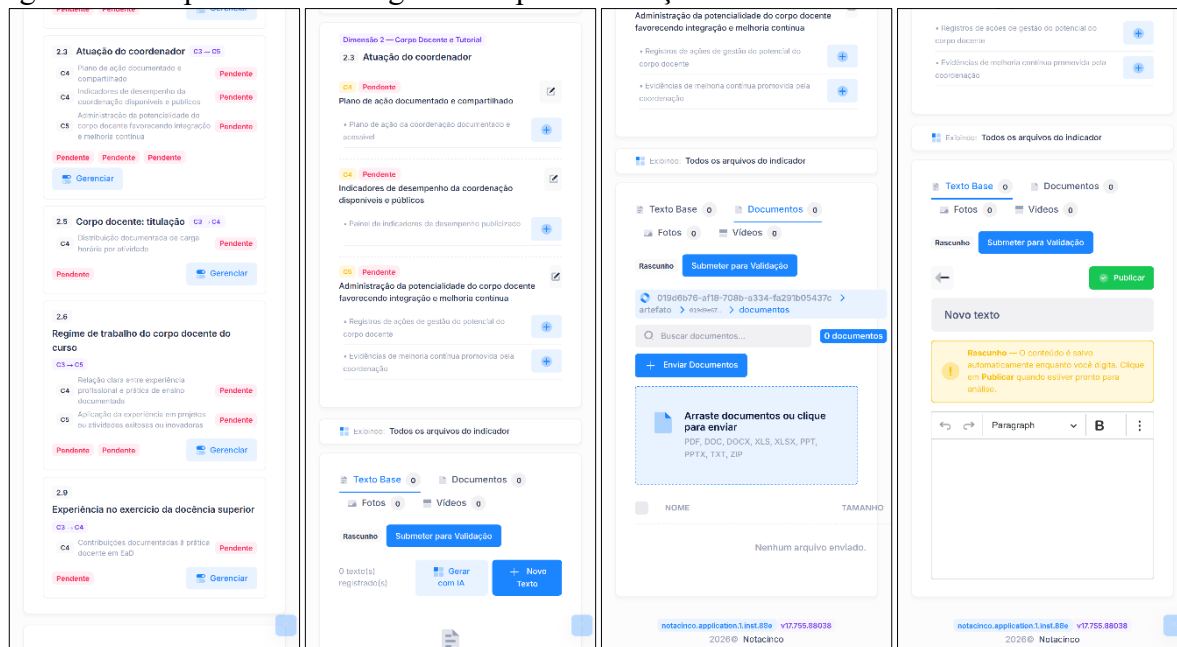 Pendente Pendente Pendente
2.3 Atuação do coordenador C3→C5
C4 Plano de ação documentado e compartilhado Pendente
C4 Indicadores de desempenho da coordenação disponíveis e públicos Pendente
C5 Administração da potencialidade do corpo docente favorecendo integração e melhoria contínua Pendente
Pendente Pendente Pendente
Gerenciar
2.5 Corpo docente: titulação C3→C4
C4 Distribuição documentada de carga horária por atividade Pendente
Pendente Gerenciar
2.6
Regime de trabalho do corpo docente do
curso
C3→C5
C4 Relação clara entre experiência profissional e prática de ensino documentada Pendente
C5 Aplicação da experiência em projetos ou atividades exitosas ou inovadoras Pendente
Pendente Pendente Gerenciar
2.9
Experiência no exercício da docência superior
C3→C4
C4 Contribuições documentadas à prática docente em EaD Pendente
Pendente Gerenciar
Dimensão 2 — Corpo Docente e Tutorial
2.3 Atuação do coordenador
C4 Pendente
Plano de ação documentado e compartilhado
• Plano de ação da coordenação documentado e
acessível
C4 Pendente
Indicadores de desempenho da coordenação
disponíveis e públicos
• Painel de indicadores de desempenho publicizado
C5 Pendente
Administração da potencialidade do corpo docente
favorecendo integração e melhoria contínua
• Registros de ações de gestão do potencial do
corpo docente
• Evidências de melhoria contínua promovida pela
coordenação
Exibindo: Todos os arquivos do indicador
Texto Base 0 Documentos 0
Fotos 0 Vídeos 0
Rascunho Submeter para Validação
0 texto(s)
registrado(s)
Gerar
com IA
+ Novo
Texto
Administração da potencialidade do corpo docente
favorecendo integração e melhoria contínua
• Registros de ações de gestão do potencial do
corpo docente
• Evidências de melhoria contínua promovida pela
coordenação
Exibindo: Todos os arquivos do indicador
Texto Base 0 Documentos 0
Fotos 0 Vídeos 0
Rascunho Submeter para Validação
019d6b76-af18-708b-a334-fa291b05437c >
artefato > > documentos
Buscar documentos... 0 documentos
+ Enviar Documentos
Arraste documentos ou clique
para enviar
PDF, DOC, DOCX, XLS, XLSX, PPT,
PPTX, TXT, ZIP
NOME TAMANHO
Nenhum arquivo enviado.
notacinco.application.1.inst.88e v17.755.88038
2026© Notacinco
• Registros de ações de gestão do potencial do
corpo docente
• Evidências de melhoria contínua promovida pela
coordenação
Exibindo: Todos os arquivos do indicador
Texto Base 0 Documentos 0
Fotos 0 Vídeos 0
Rascunho Submeter para Validação
Publicar
Novo texto
Rascunho — O conteúdo é salvo
automaticamente enquanto você digita. Clique
em Publicar quando estiver pronto para
análise.
Paragraph B
notacinco.application.1.inst.88e v17.755.88038
2026© Notacinco